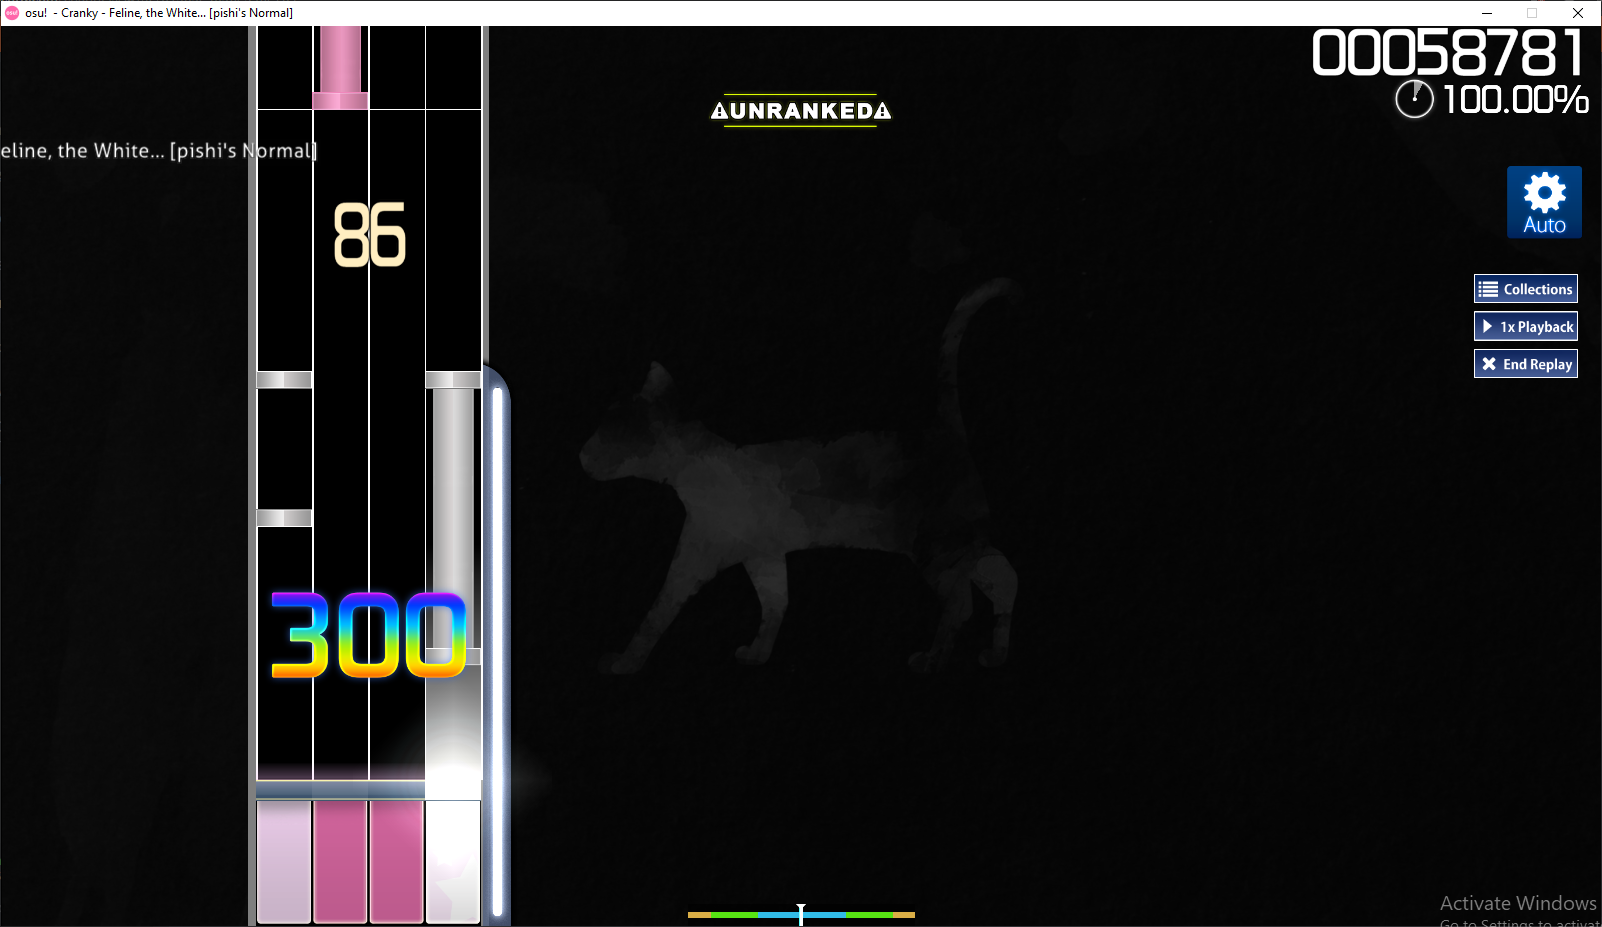 osu! - Cranky - Feline, the White... [pishi's Normal]
00058781
100.00%
UNRANKED
eline, the White... [pishi's Normal]
Auto
86
Collections
1x Playback
End Replay
300
Activate Windows
Go to Settings to activat